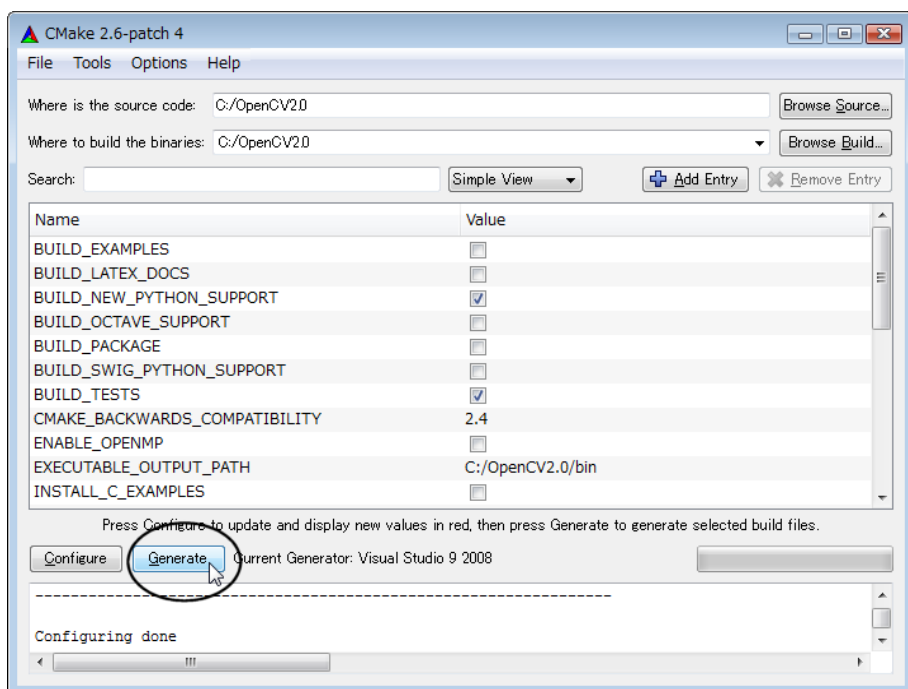 CMake 2.6-patch 4
File Tools Options Help
Where is the source code: C:/OpenCV2.0 Browse Source...
Where to build the binaries: C:/OpenCV2.0 Browse Build...
Search: Simple View Add Entry Remove Entry
Name Value
BUILD_EXAMPLES
BUILD_LATEX_DOCS
BUILD_NEW_PYTHON_SUPPORT
BUILD_OCTAVE_SUPPORT
BUILD_PACKAGE
BUILD_SWIG_PYTHON_SUPPORT
BUILD_TESTS
CMAKE_BACKWARDS_COMPATIBILITY 2.4
ENABLE_OPENMP
EXECUTABLE_OUTPUT_PATH C:/OpenCV2.0/bin
INSTALL_C_EXAMPLES
Press Configure to update and display new values in red, then press Generate to generate selected build files.
Configure Generate Current Generator: Visual Studio 9 2008
----------------------------------------------------------------
Configuring done